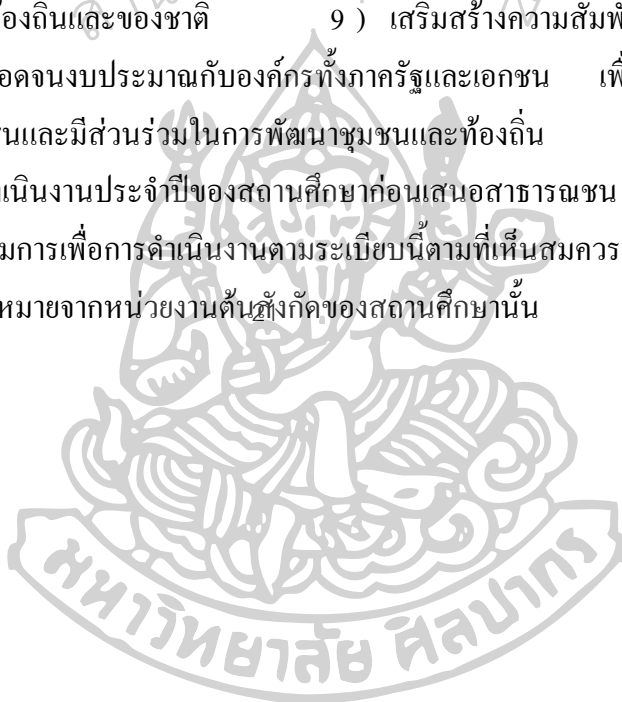 องถิ่นและของชาติ 9 ) เสริมสร้างความสัมพั
อดจนงบประมาณกับองค์กรทั้งภาครัฐและเอกชน เพื่
นและมีส่วนร่วมในการพัฒนาชุมชนและท้องถิ่น
เนินงานประจำปีของสถานศึกษาก่อนเสนอสาธารณชน
มการเพื่อการดำเนินงานตามระเบียบนี้ตามที่เห็นสมควร
หมายจากหน่วยงานต้นสังกัดของสถานศึกษานั้น
21
มหาวิทยาลัย ศิลปากร